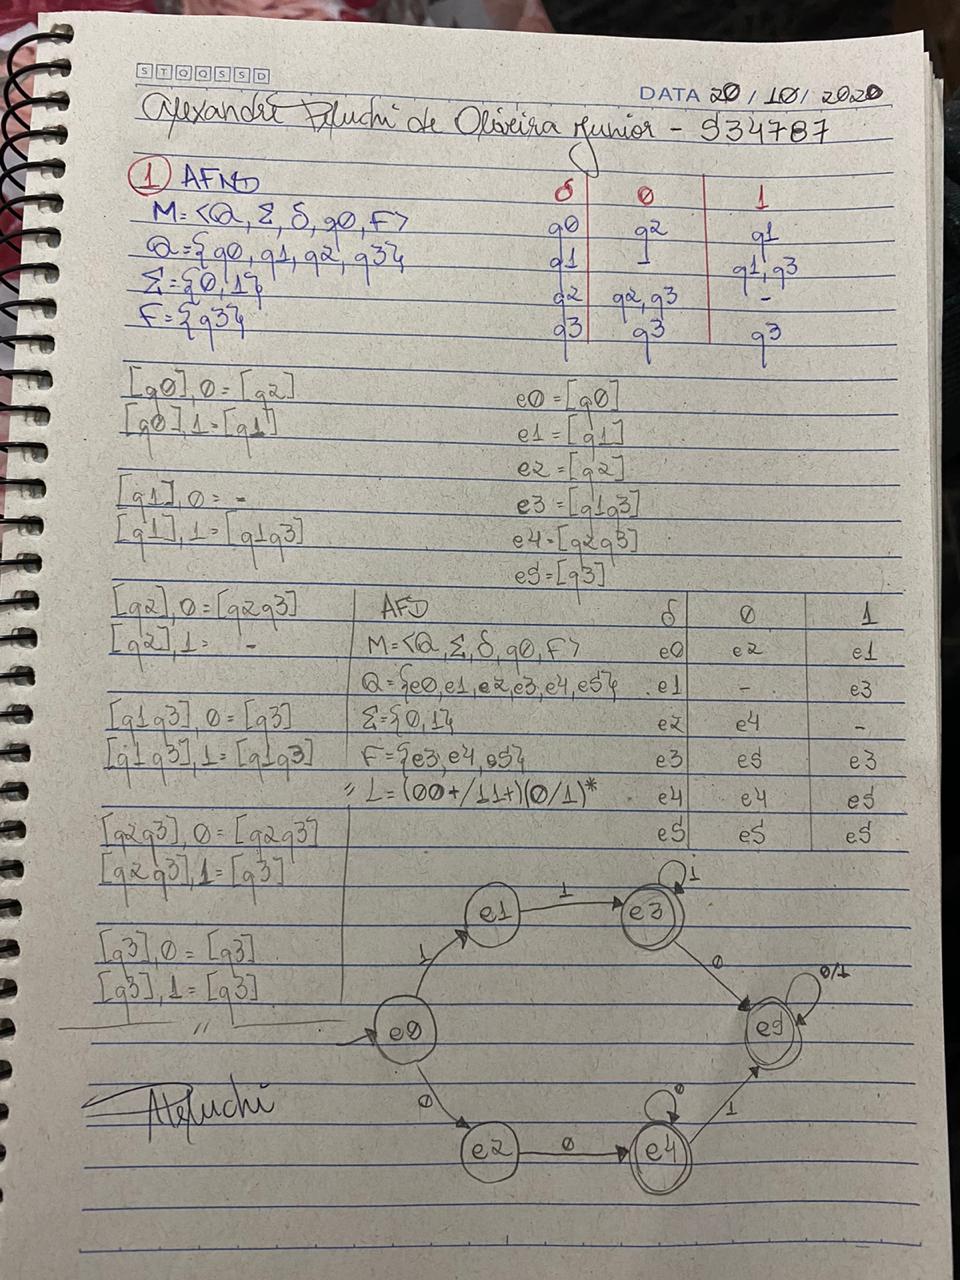 S T Q Q S S D
DATA 20 / 10 / 2020
Alexandre de Oliveira Junior - 934787
1 AFND
M = <Q, Σ, δ, q0, F>
Q = {q0, q1, q2, q3}
Σ = {0, 1}
F = {q3}
δ 0 1
q0 q2 q1
q1 - q1, q3
q2 q2, q3 -
q3 q3 q3
[q0], 0 = [q2]
[q0], 1 = [q1]
[q1], 0 = -
[q1], 1 = [q1q3]
[q2], 0 = [q2q3]
[q2], 1 = -
[q1q3], 0 = [q3]
[q1q3], 1 = [q1q3]
[q2q3], 0 = [q2q3]
[q2q3], 1 = [q3]
[q3], 0 = [q3]
[q3], 1 = [q3]
e0 = [q0]
e1 = [q1]
e2 = [q2]
e3 = [q1q3]
e4 = [q2q3]
e5 = [q3]
AFD
M = <Q, Σ, δ, q0, F>
Q = {e0, e1, e2, e3, e4, e5}
Σ = {0, 1}
F = {e3, e4, e5}
L = (00+/11+)(0/1)*
δ 0 1
e0 e2 e1
e1 - e3
e2 e4 -
e3 e5 e3
e4 e4 e5
e5 e5 e5
e1 1 e3 1
1 0 0/1
e0 e5
0 0 1
e2 0 e4